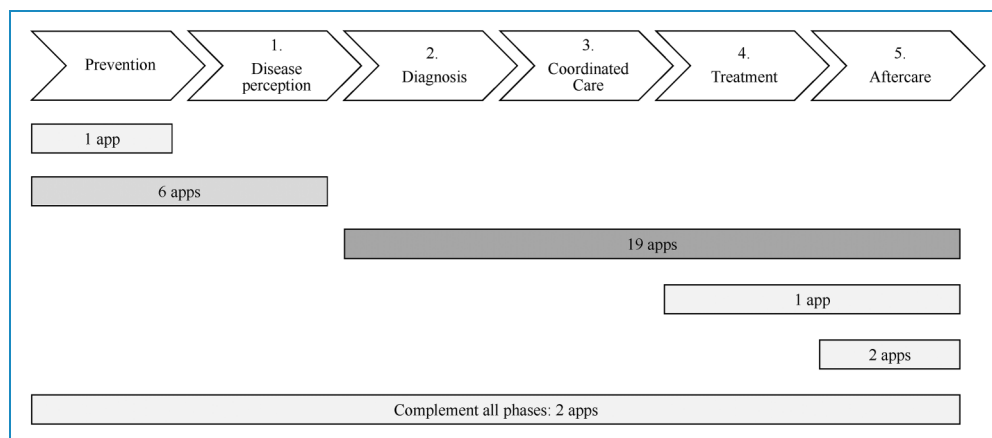 Prevention
1.
Disease
perception
2.
Diagnosis
3.
Coordinated
Care
4.
Treatment
5.
Aftercare
1 app
6 apps
19 apps
1 app
2 apps
Complement all phases: 2 apps